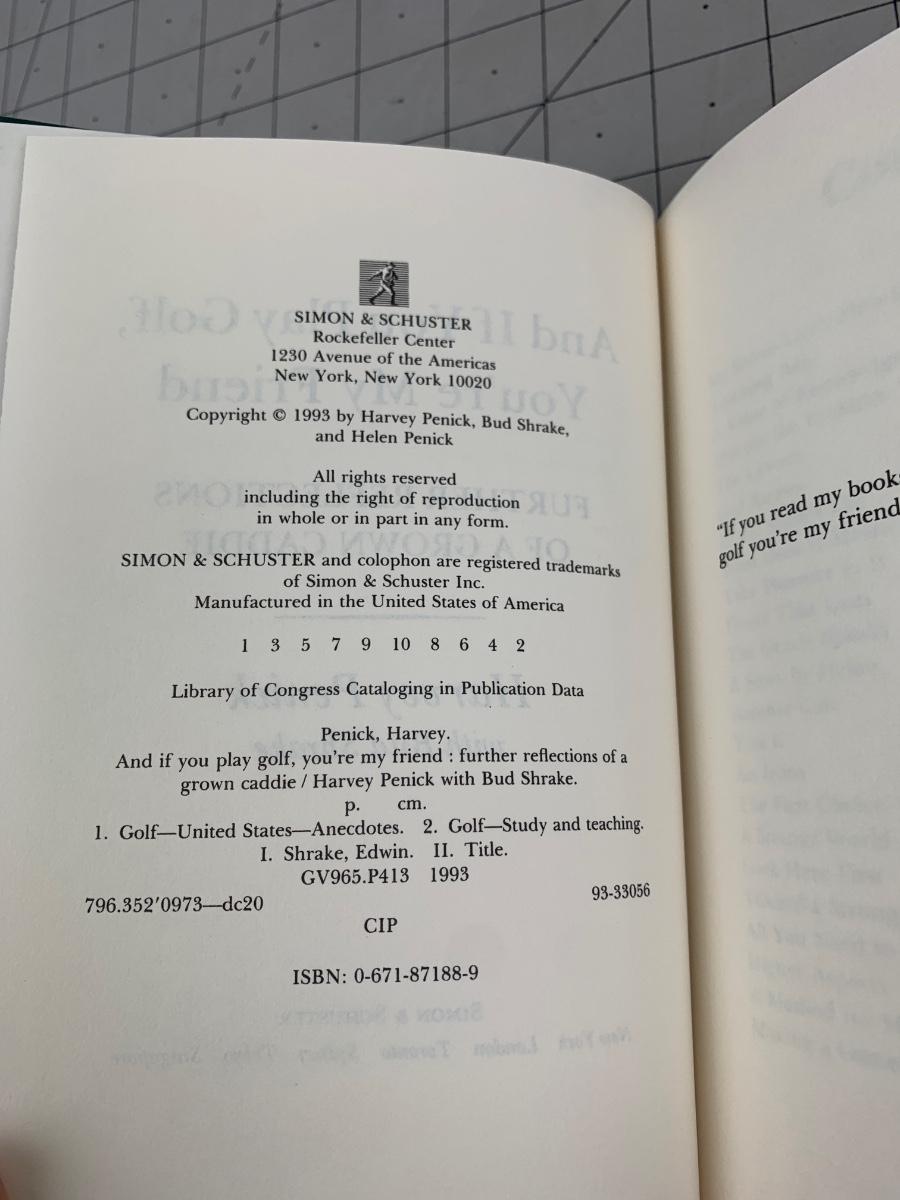 SIMON & SCHUSTER
Rockefeller Center
1230 Avenue of the Americas
New York, New York 10020
Copyright © 1993 by Harvey Penick, Bud Shrake,
and Helen Penick
All rights reserved
including the right of reproduction
in whole or in part in any form.
SIMON & SCHUSTER and colophon are registered trademarks
of Simon & Schuster Inc.
Manufactured in the United States of America
1 3 5 7 9 10 8 6 4 2
Library of Congress Cataloging in Publication Data
Penick, Harvey.
And if you play golf, you're my friend : further reflections of a
grown caddie / Harvey Penick with Bud Shrake.
p. cm.
1. Golf—United States—Anecdotes. 2. Golf—Study and teaching.
I. Shrake, Edwin. II. Title.
GV965.P413 1993
796.352'0973—dc20 93-33056
CIP
ISBN: 0-671-87188-9
"If you read my book
golf you're my friend